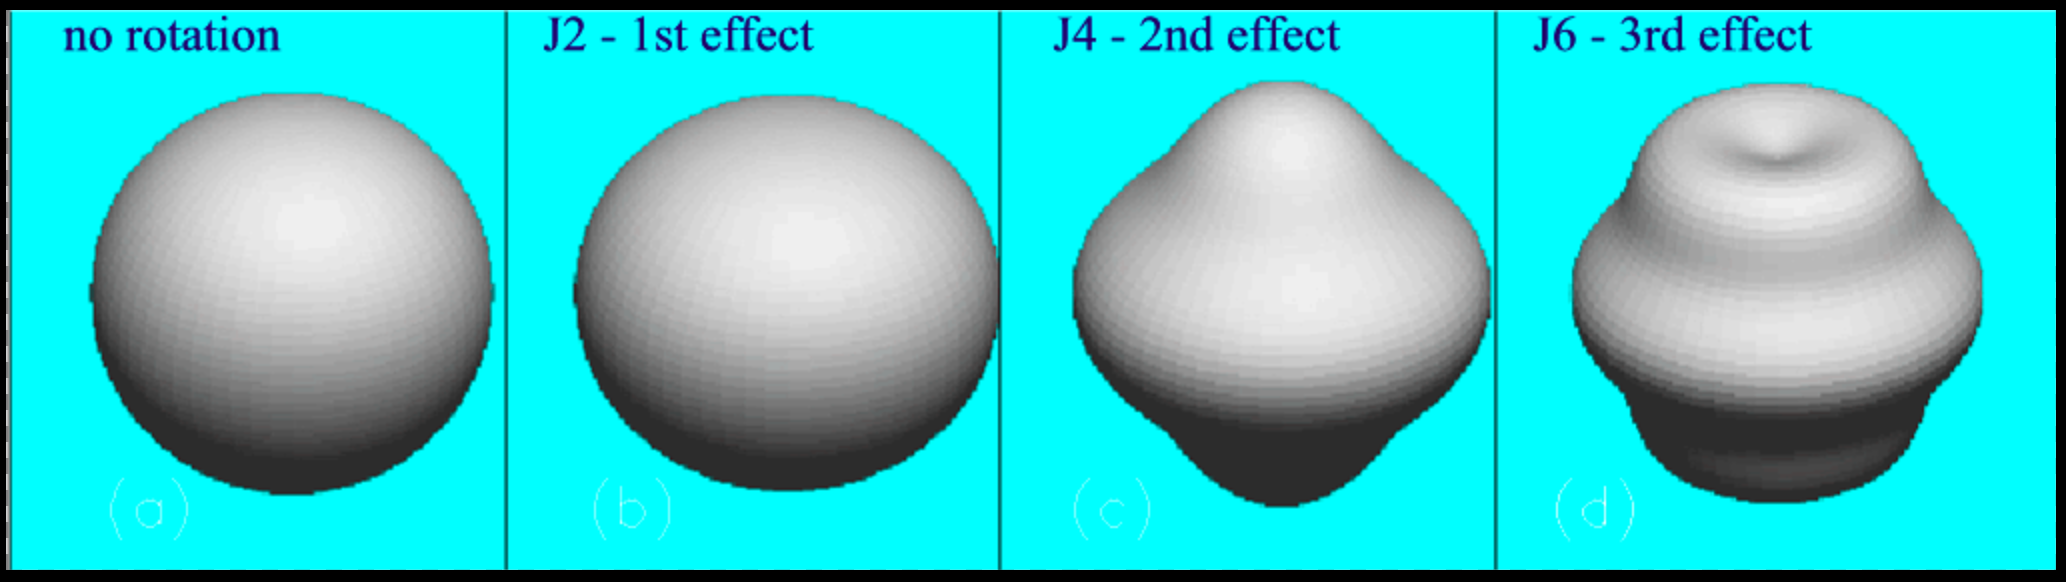 no rotation
J2 - 1st effect
J4 - 2nd effect
J6 - 3rd effect
(a)
(b)
(c)
(d)